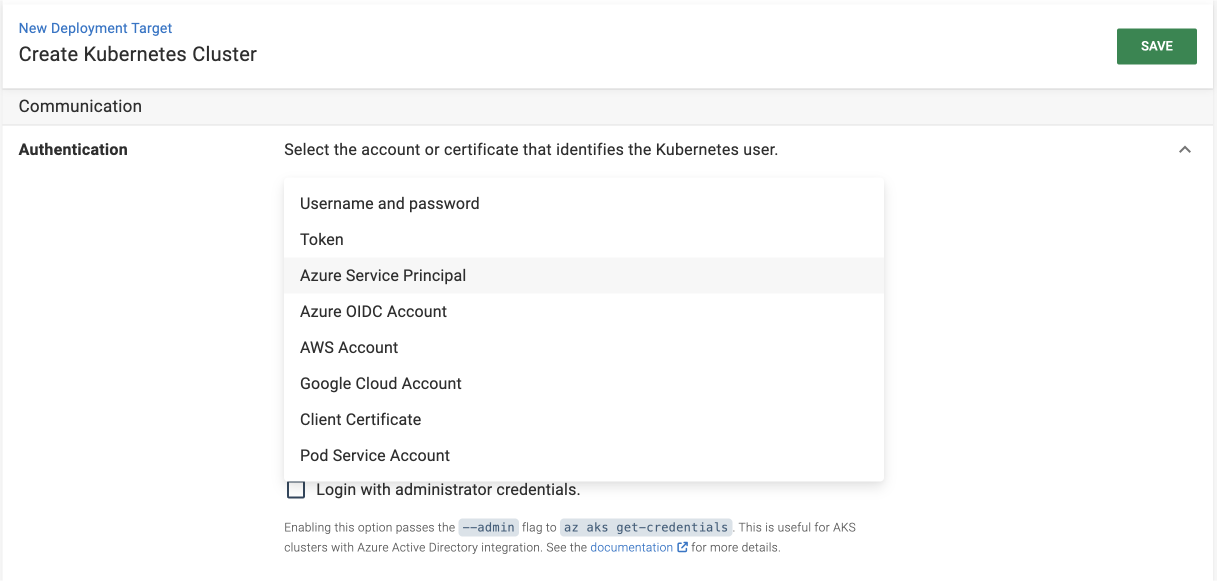 New Deployment Target
Create Kubernetes Cluster
SAVE
Communication
Authentication
Select the account or certificate that identifies the Kubernetes user.
Username and password
Token
Azure Service Principal
Azure OIDC Account
AWS Account
Google Cloud Account
Client Certificate
Pod Service Account
Login with administrator credentials.
Enabling this option passes the --admin flag to az aks get-credentials. This is useful for AKS
clusters with Azure Active Directory integration. See the documentation for more details.